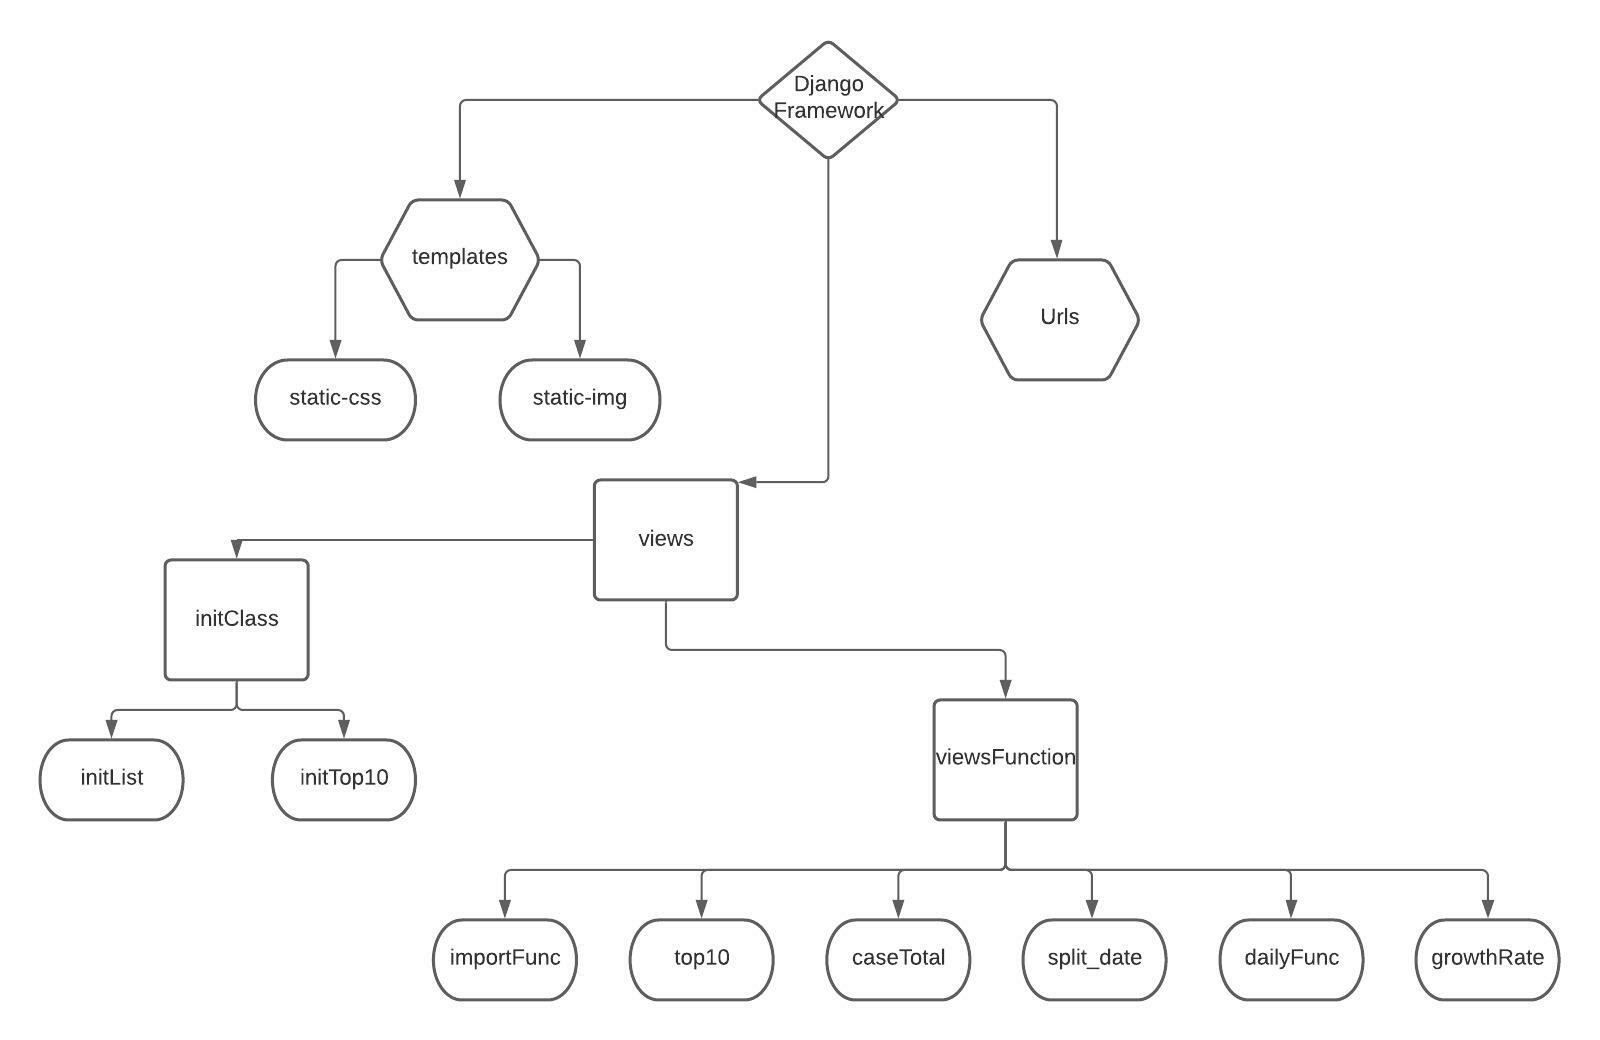 Django
Framework
templates
Urls
static-css
static-img
views
initClass
viewsFunction
initList
initTop10
importFunc
top10
caseTotal
split_date
dailyFunc
growthRate